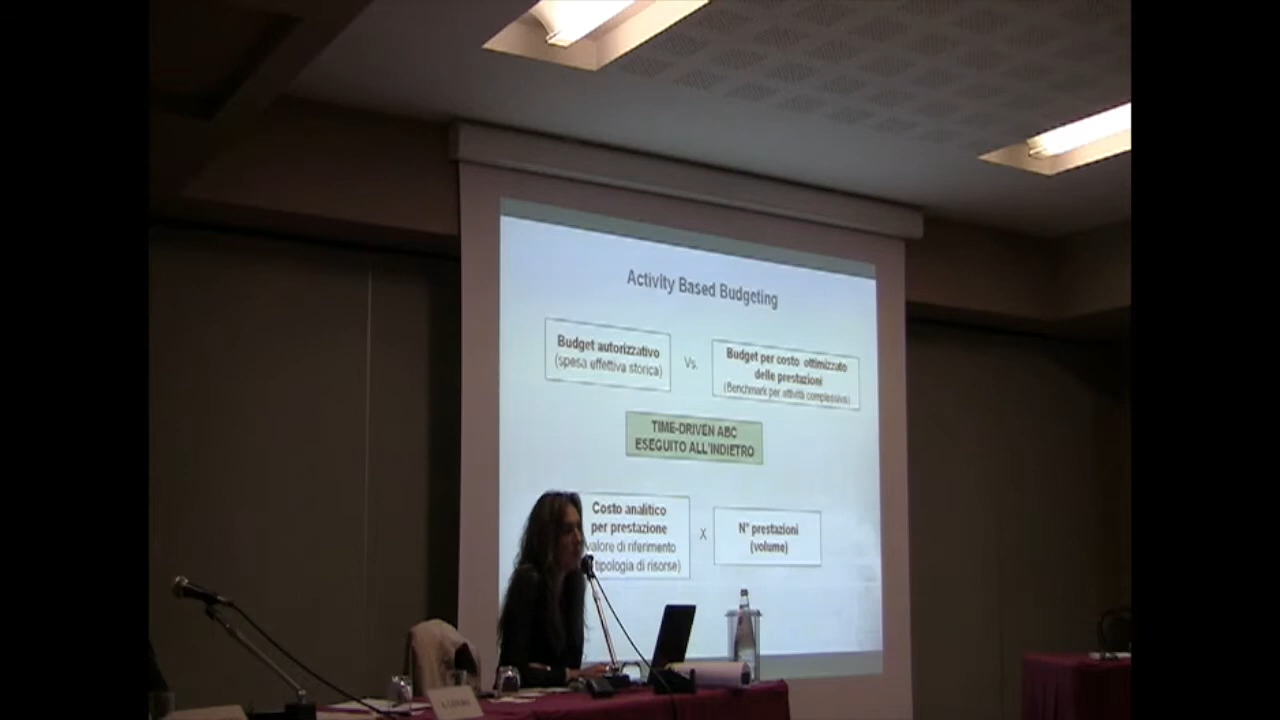 Activity Based Budgeting
Budget autorizzativo
(spesa effettiva storica)
Vs.
Budget per costo ottimizzato
delle prestazioni
(Benchmark per attività complessiva)
TIME-DRIVEN ABC
ESEGUITO ALL'INDIETRO
Costo analitico
per prestazione
valore di riferimento
tipologia di risorse)
X
N° prestazioni
(volume)